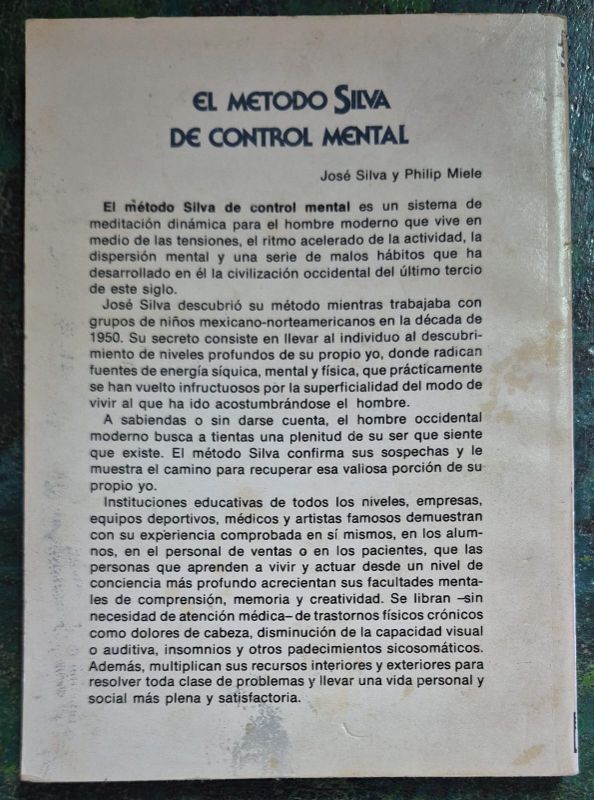 EL METODO SILVA
DE CONTROL MENTAL
José Silva y Philip Miele
El método Silva de control mental es un sistema de
meditación dinámica para el hombre moderno que vive en
medio de las tensiones, el ritmo acelerado de la actividad, la
dispersión mental y una serie de malos hábitos que ha
desarrollado en él la civilización occidental del último tercio
de este siglo.
José Silva descubrió su método mientras trabajaba con
grupos de niños mexicano-norteamericanos en la década de
1950. Su secreto consiste en llevar al individuo al descubri-
miento de niveles profundos de su propio yo, donde radican
fuentes de energía síquica, mental y física, que prácticamente
se han vuelto infructuosos por la superficialidad del modo de
vivir al que ha ido acostumbrándose el hombre.
A sabiendas o sin darse cuenta, el hombre occidental
moderno busca a tientas una plenitud de su ser que siente
que existe. El método Silva confirma sus sospechas y le
muestra el camino para recuperar esa valiosa porción de su
propio yo.
Instituciones educativas de todos los niveles, empresas,
equipos deportivos, médicos y artistas famosos demuestran
con su experiencia comprobada en sí mismos, en los alum-
nos, en el personal de ventas o en los pacientes, que las
personas que aprenden a vivir y actuar desde un nivel de
conciencia más profundo acrecientan sus facultades menta-
les de comprensión, memoria y creatividad. Se libran –sin
necesidad de atención médica– de trastornos físicos crónicos
como dolores de cabeza, disminución de la capacidad visual
o auditiva, insomnios y otros padecimientos sicosomáticos.
Además, multiplican sus recursos interiores y exteriores para
resolver toda clase de problemas y llevar una vida personal y
social más plena y satisfactoria.